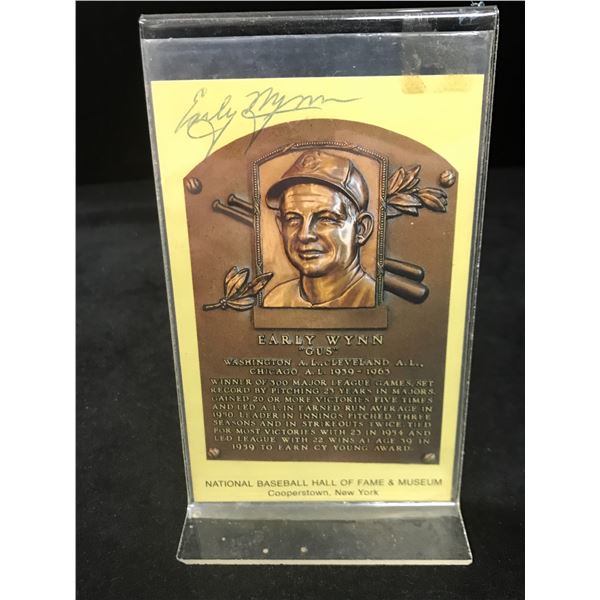 Early Wynn
EARLY WYNN
"GUS"
WASHINGTON, A.L., CLEVELAND, A.L.,
CHICAGO, A.L. 1939-1963
WINNER OF 300 MAJOR LEAGUE GAMES, SET
RECORD BY PITCHING 23 YEARS IN MAJORS.
GAINED 20 OR MORE VICTORIES FIVE TIMES
AND LED A.L. IN EARNED RUN AVERAGE IN
1950. LEADER IN INNINGS PITCHED THREE
SEASONS AND IN STRIKEOUTS TWICE. TIED
FOR MOST VICTORIES WITH 23 IN 1954 AND
LED LEAGUE WITH 22 WINS AT AGE 39 IN
1959 TO EARN CY YOUNG AWARD.
NATIONAL BASEBALL HALL OF FAME & MUSEUM
Cooperstown, New York